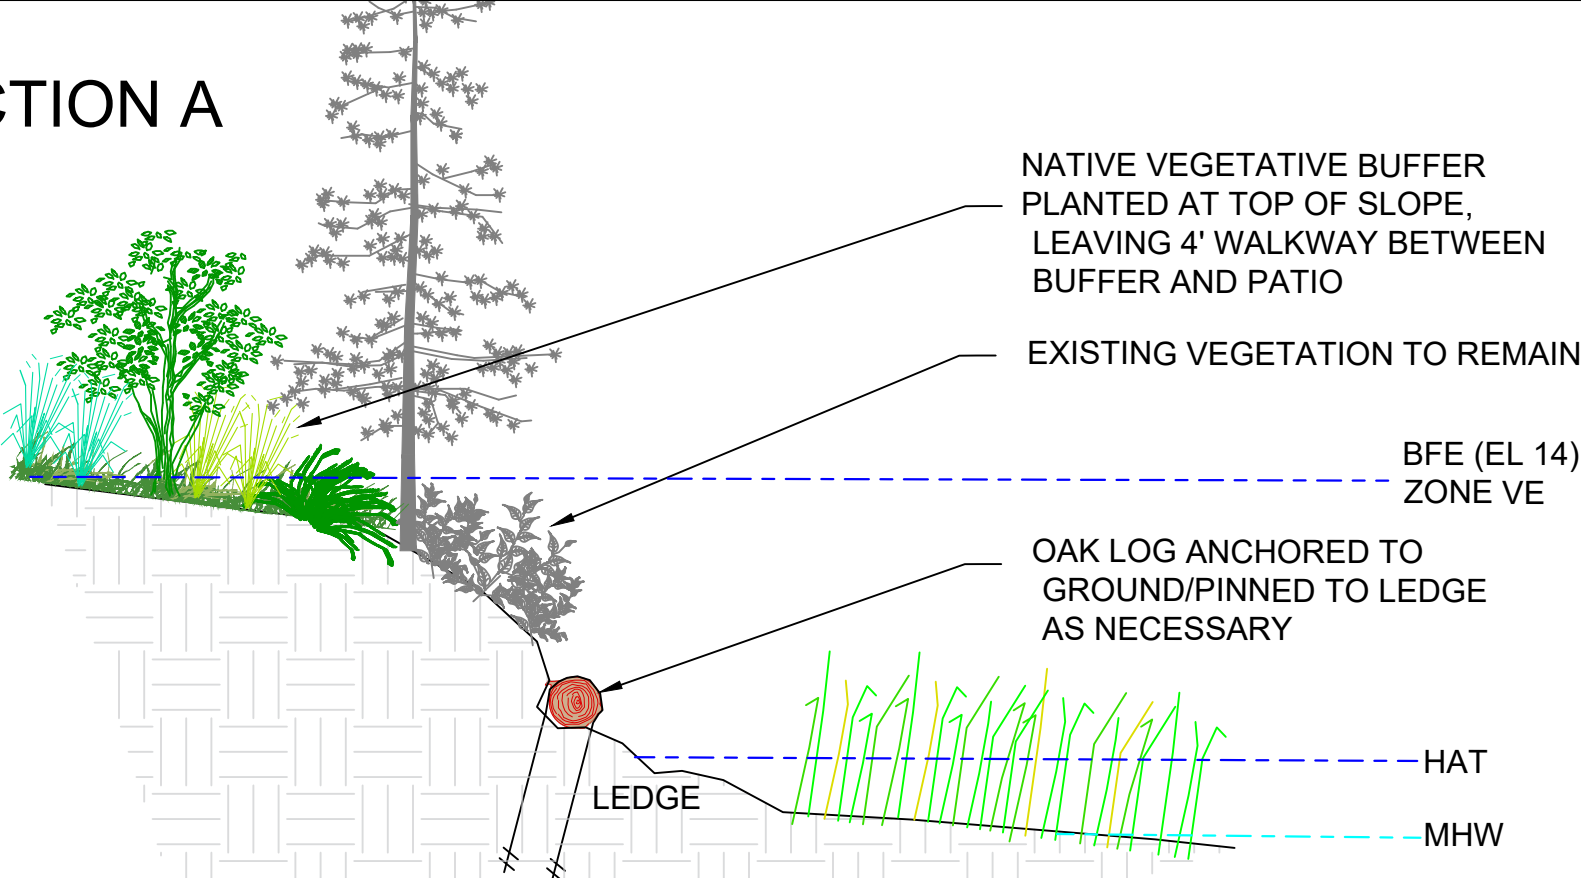 CTION A
NATIVE VEGETATIVE BUFFER
PLANTED AT TOP OF SLOPE,
LEAVING 4' WALKWAY BETWEEN
BUFFER AND PATIO
EXISTING VEGETATION TO REMAIN
BFE (EL 14)
ZONE VE
OAK LOG ANCHORED TO
GROUND/PINNED TO LEDGE
AS NECESSARY
HAT
LEDGE
MHW